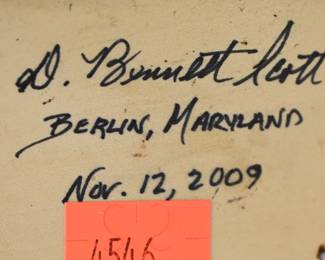 D. Bennett Scott
BERLIN, MARYLAND
Nov. 12, 2009
4546